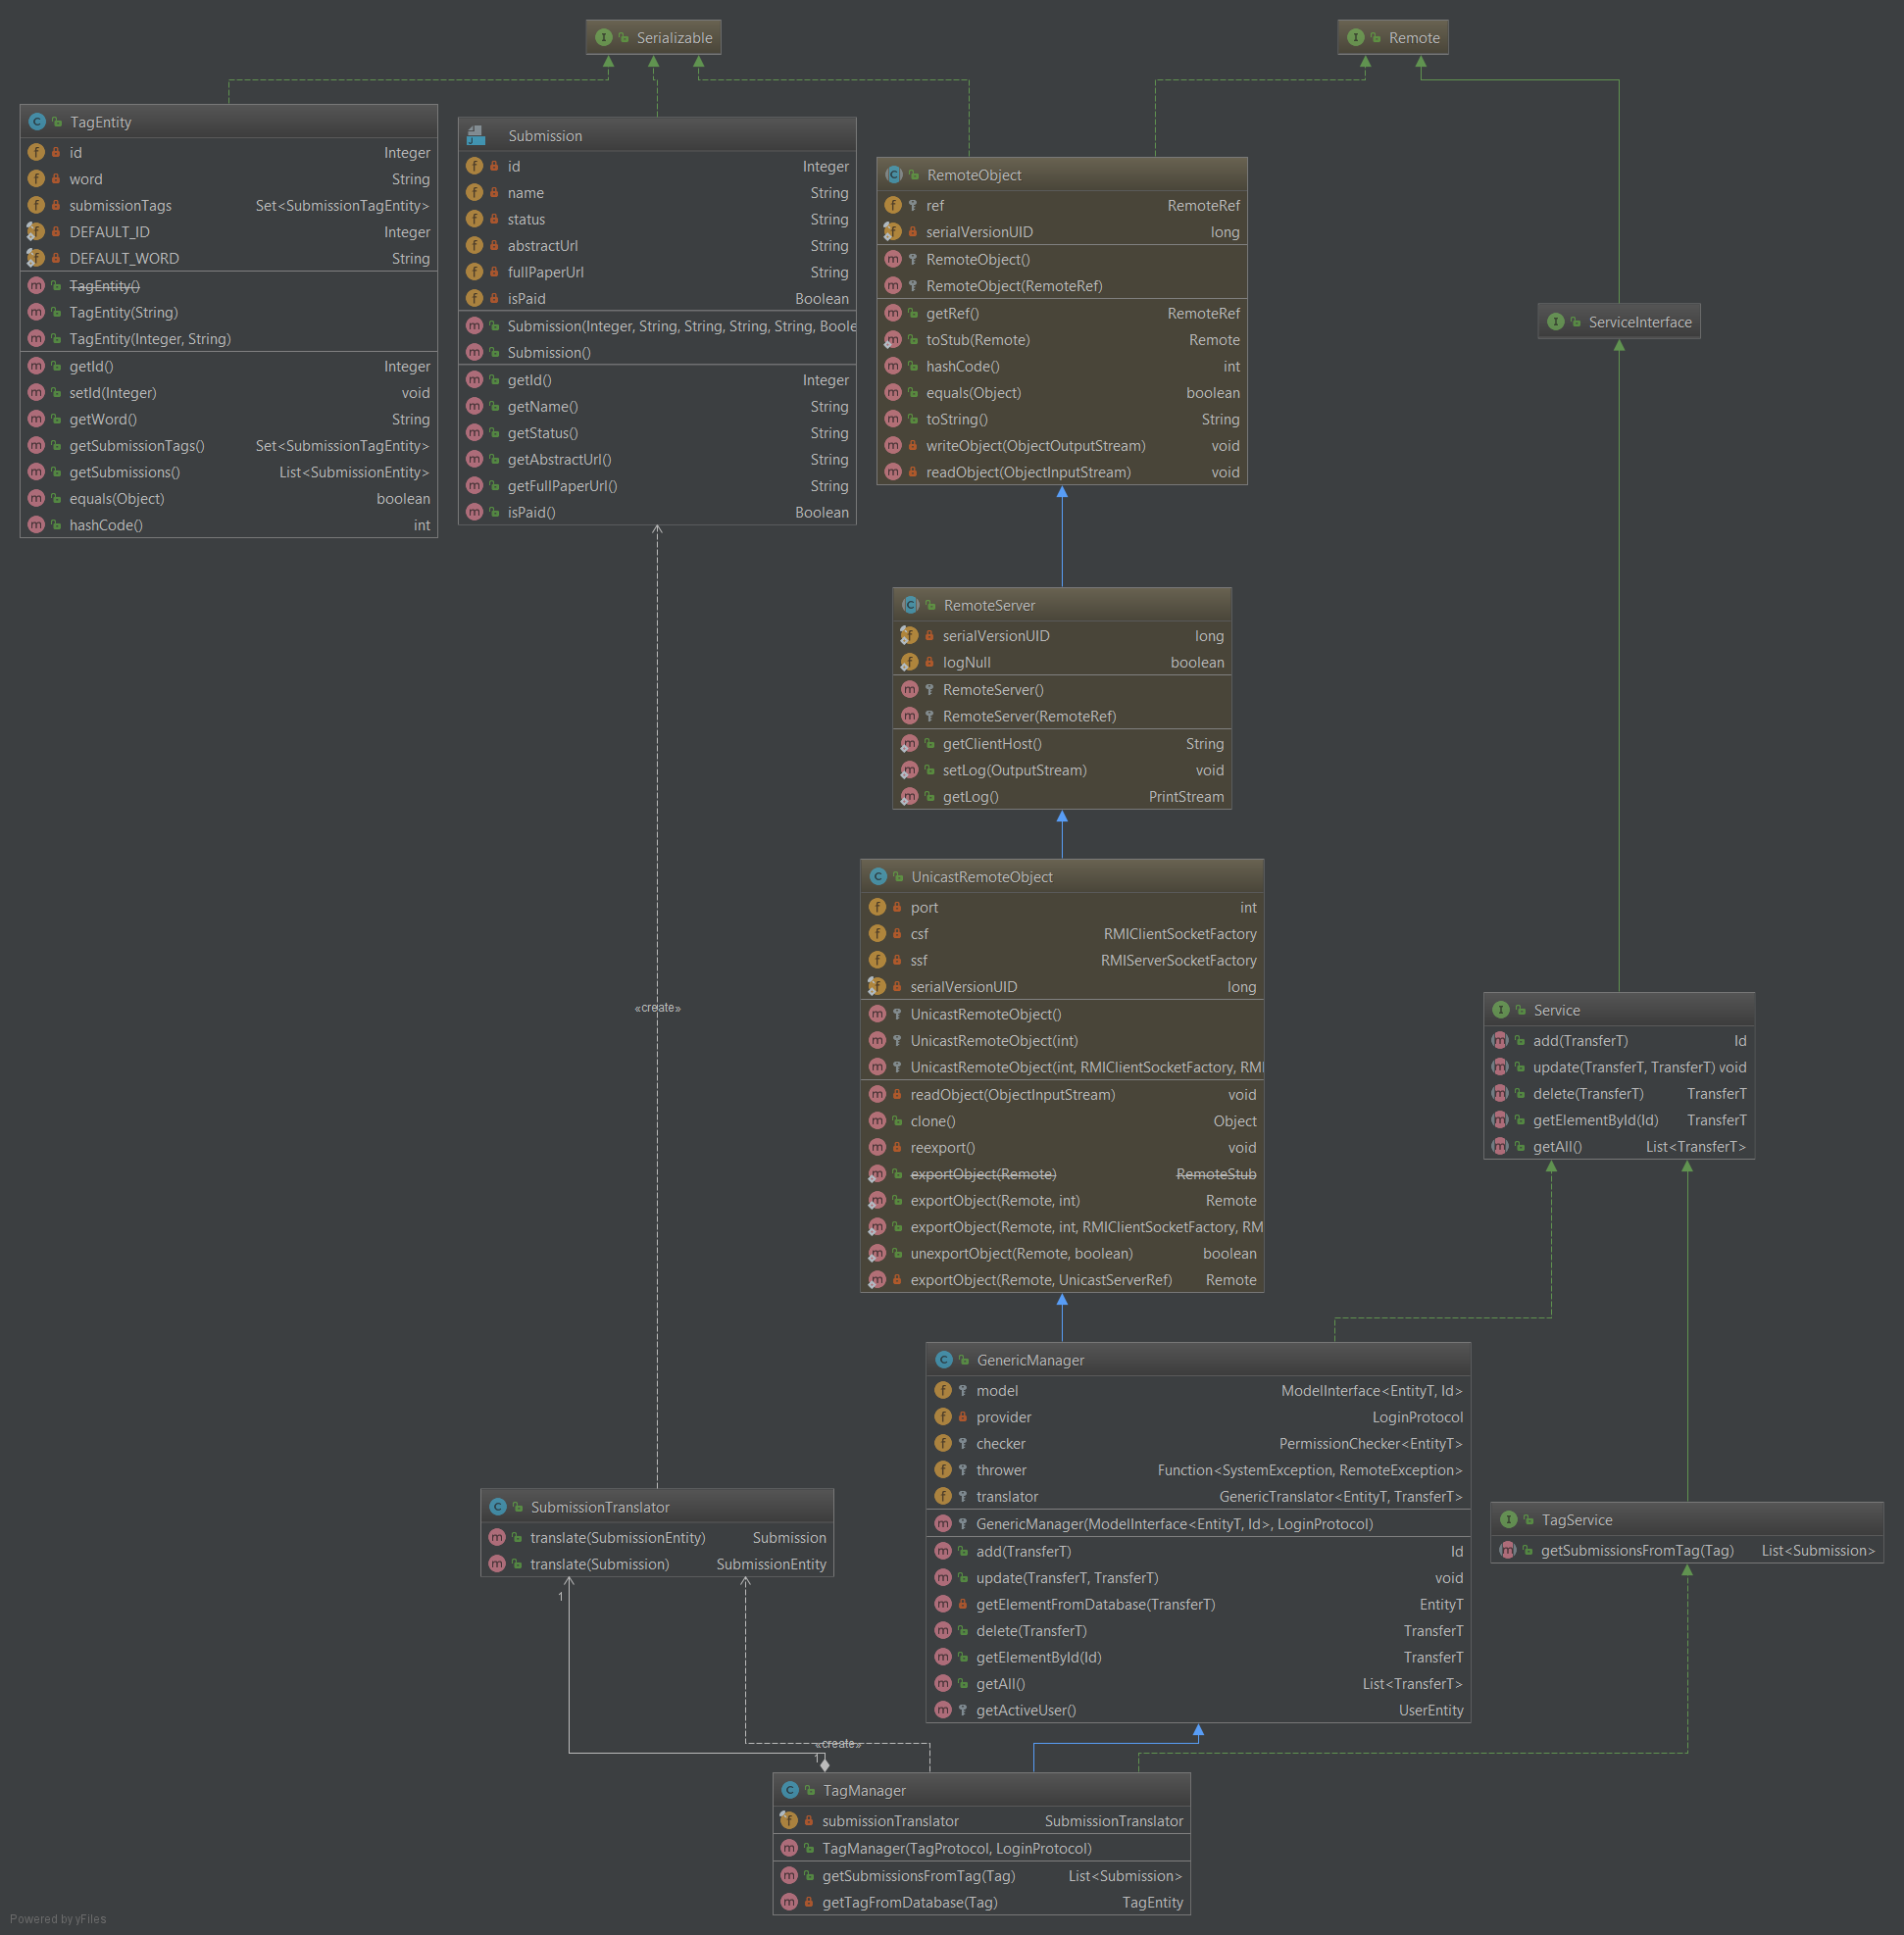 Serializable
Remote
TagEntity
id Integer
word String
submissionTags Set<SubmissionTagEntity>
DEFAULT_ID Integer
DEFAULT_WORD String
TagEntity()
TagEntity(String)
TagEntity(Integer, String)
getId() Integer
setId(Integer) void
getWord() String
getSubmissionTags() Set<SubmissionTagEntity>
getSubmissions() List<SubmissionEntity>
equals(Object) boolean
hashCode() int
Submission
id Integer
name String
status String
abstractUrl String
fullPaperUrl String
isPaid Boolean
Submission(Integer, String, String, String, String, Boole
Submission()
getId() Integer
getName() String
getStatus() String
getAbstractUrl() String
getFullPaperUrl() String
isPaid() Boolean
RemoteObject
ref RemoteRef
serialVersionUID long
RemoteObject()
RemoteObject(RemoteRef)
getRef() RemoteRef
toStub(Remote) Remote
hashCode() int
equals(Object) boolean
toString() String
writeObject(ObjectOutputStream) void
readObject(ObjectInputStream) void
ServiceInterface
RemoteServer
serialVersionUID long
logNull boolean
RemoteServer()
RemoteServer(RemoteRef)
getClientHost() String
setLog(OutputStream) void
getLog() PrintStream
UnicastRemoteObject
port int
csf RMIClientSocketFactory
ssf RMIServerSocketFactory
serialVersionUID long
UnicastRemoteObject()
UnicastRemoteObject(int)
UnicastRemoteObject(int, RMIClientSocketFactory, RMI
readObject(ObjectInputStream) void
clone() Object
reexport() void
exportObject(Remote) RemoteStub
exportObject(Remote, int) Remote
exportObject(Remote, int, RMIClientSocketFactory, RM
unexportObject(Remote, boolean) boolean
exportObject(Remote, UnicastServerRef) Remote
«create»
Service
add(TransferT) Id
update(TransferT, TransferT) void
delete(TransferT) TransferT
getElementById(Id) TransferT
getAll() List<TransferT>
GenericManager
model ModelInterface<EntityT, Id>
provider LoginProtocol
checker PermissionChecker<EntityT>
thrower Function<SystemException, RemoteException>
translator GenericTranslator<EntityT, TransferT>
GenericManager(ModelInterface<EntityT, Id>, LoginProtocol)
add(TransferT) Id
update(TransferT, TransferT) void
getElementFromDatabase(TransferT) EntityT
delete(TransferT) TransferT
getElementById(Id) TransferT
getAll() List<TransferT>
getActiveUser() UserEntity
SubmissionTranslator
translate(SubmissionEntity) Submission
translate(Submission) SubmissionEntity
TagService
getSubmissionsFromTag(Tag) List<Submission>
1
«create»
1
TagManager
submissionTranslator SubmissionTranslator
TagManager(TagProtocol, LoginProtocol)
getSubmissionsFromTag(Tag) List<Submission>
getTagFromDatabase(Tag) TagEntity
Powered by yFiles